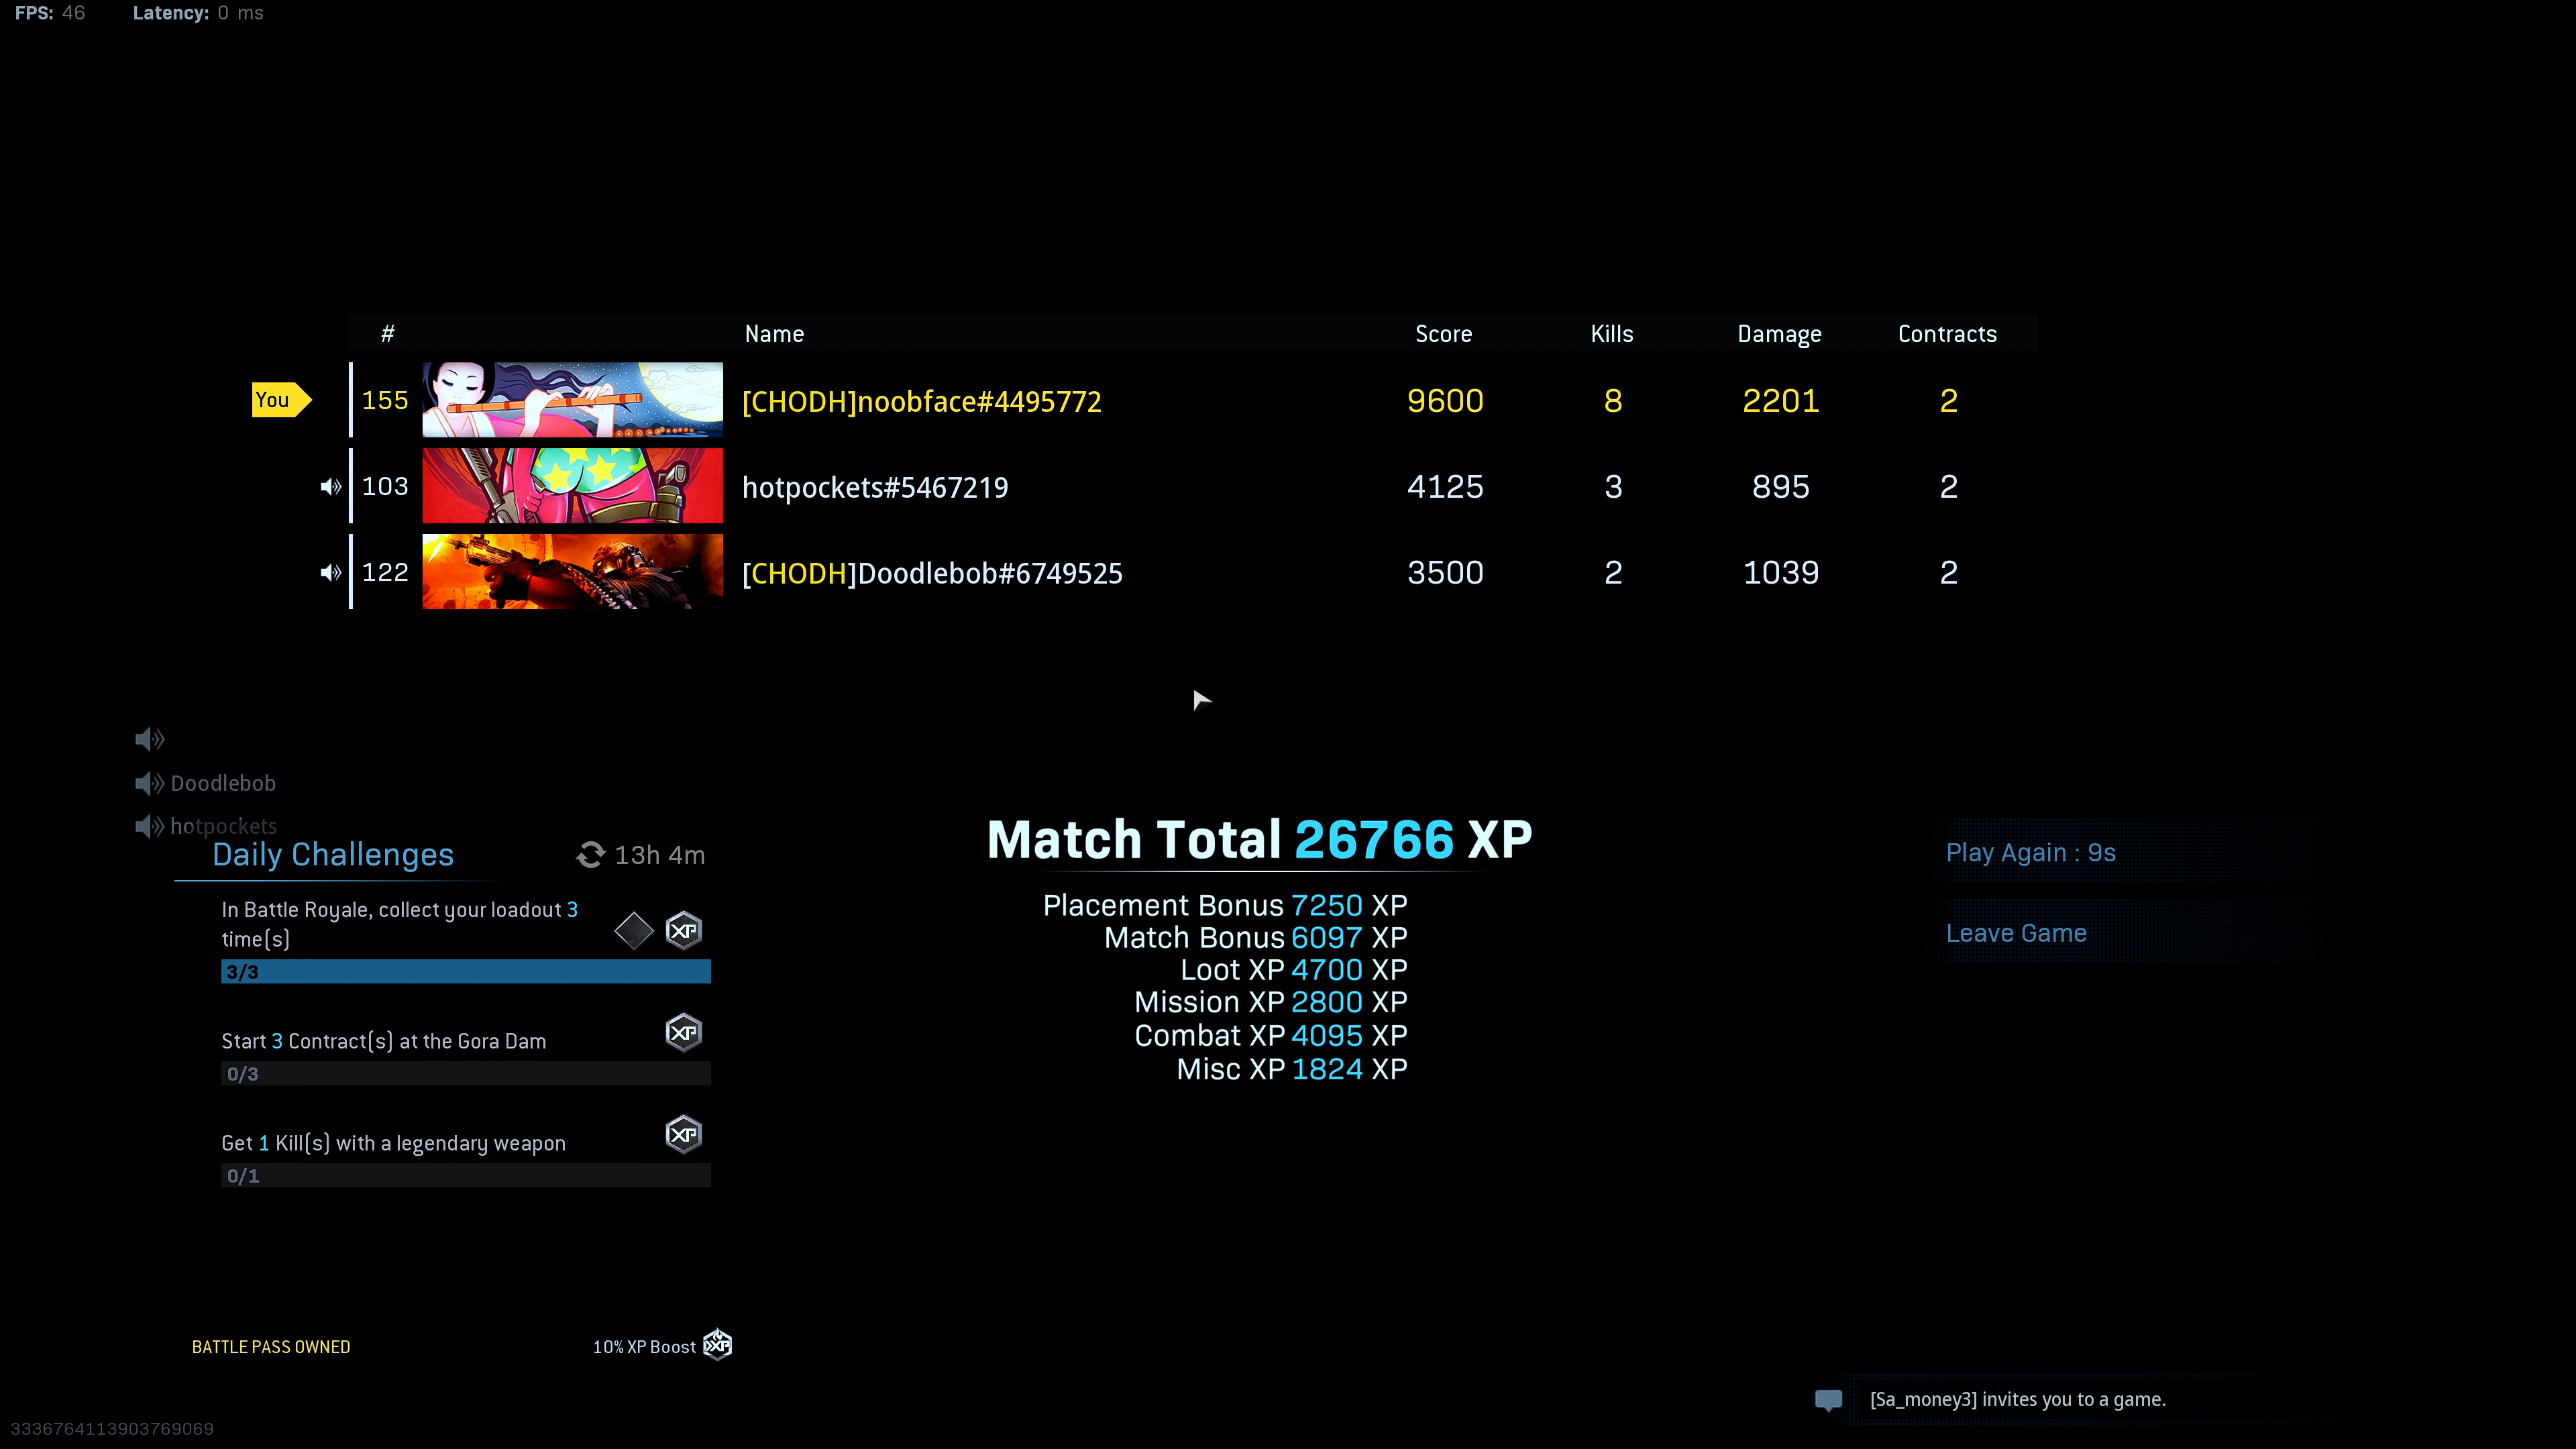 FPS: 46 Latency: 0 ms
# Name Score Kills Damage Contracts
You 155 [CHODH]noobface#4495772 9600 8 2201 2
103 hotpockets#5467219 4125 3 895 2
122 [CHODH]Doodlebob#6749525 3500 2 1039 2
Doodlebob
hotpockets
Daily Challenges 13h 4m
In Battle Royale, collect your loadout 3
time(s)
XP
3/3
Start 3 Contract(s) at the Gora Dam
XP
0/3
Get 1 Kill(s) with a legendary weapon
XP
0/1
BATTLE PASS OWNED 10% XP Boost XP
Match Total 26766 XP
Placement Bonus 7250 XP
Match Bonus 6097 XP
Loot XP 4700 XP
Mission XP 2800 XP
Combat XP 4095 XP
Misc XP 1824 XP
Play Again : 9s
Leave Game
[Sa_money3] invites you to a game.
3336764113903769069